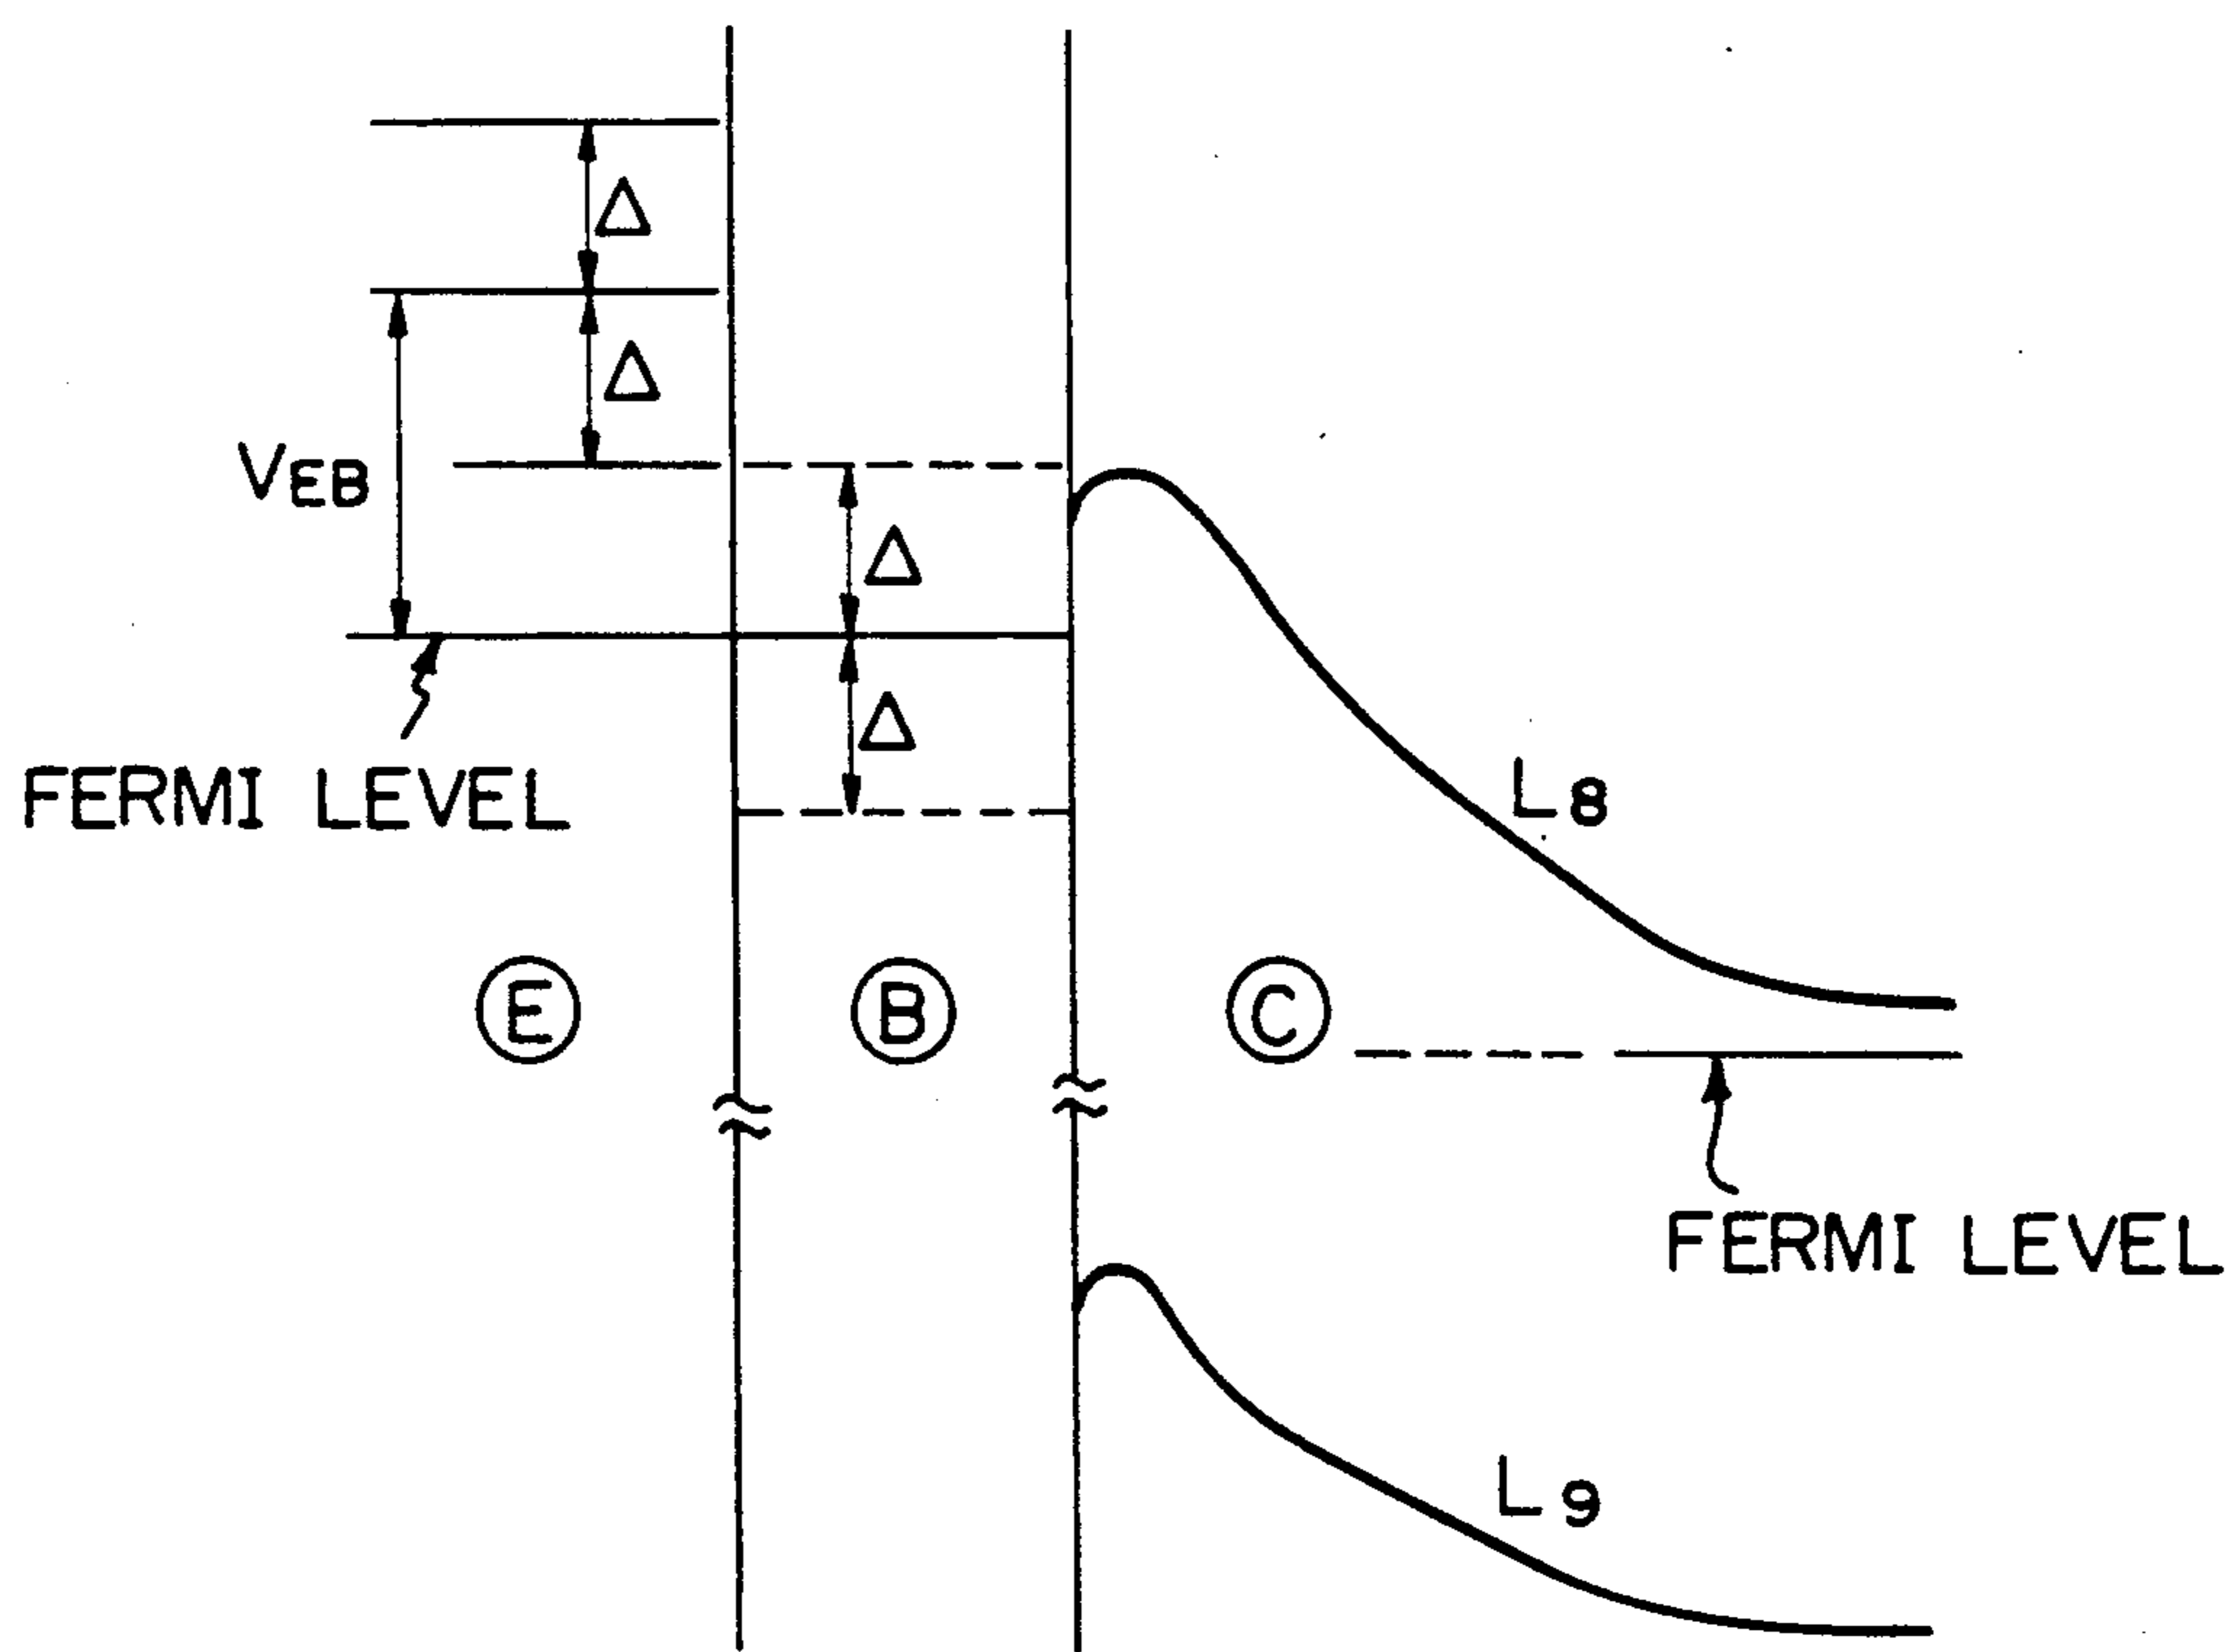 Δ
Δ
VEB
Δ
Δ
FERMI LEVEL
L8
E
B
C
FERMI LEVEL
L9